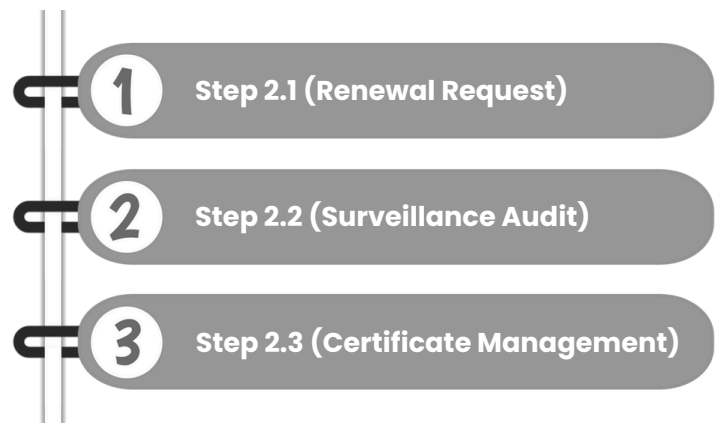 1 Step 2.1 (Renewal Request)
2 Step 2.2 (Surveillance Audit)
3 Step 2.3 (Certificate Management)